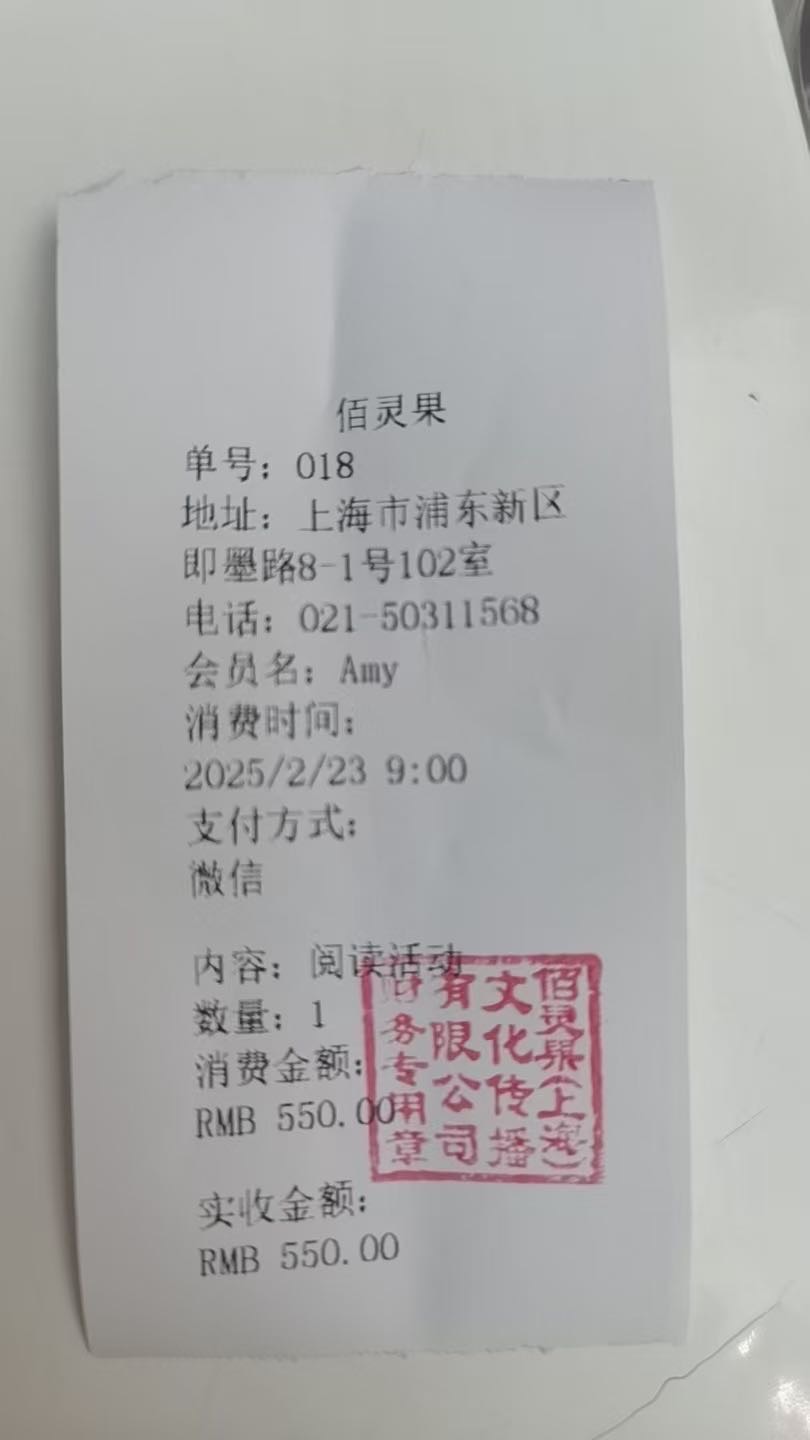 佰灵果
单号：018
地址：上海市浦东新区
即墨路8-1号102室
电话：021-50311568
会员名：Amy
消费时间：
2025/2/23 9:00
支付方式：
微信
内容：阅读活动
数量：1
消费金额：
RMB 550.00
实收金额：
RMB 550.00
佰灵果（上海）
文化传播
有限公司
财务专用章